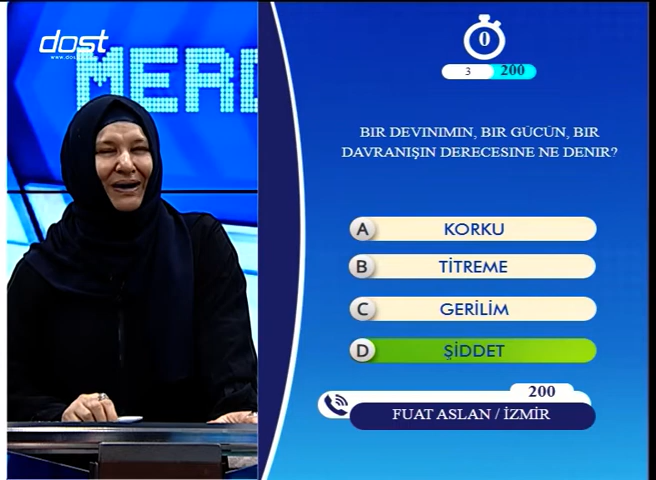 dost
MERD
0
3 200
BIR DEVINIMIN, BIR GÜCÜN, BIR
DAVRANIŞIN DERECESINE NE DENIR?
A KORKU
B TİTREME
C GERİLİM
D ŞİDDET
200
FUAT ASLAN / İZMİR